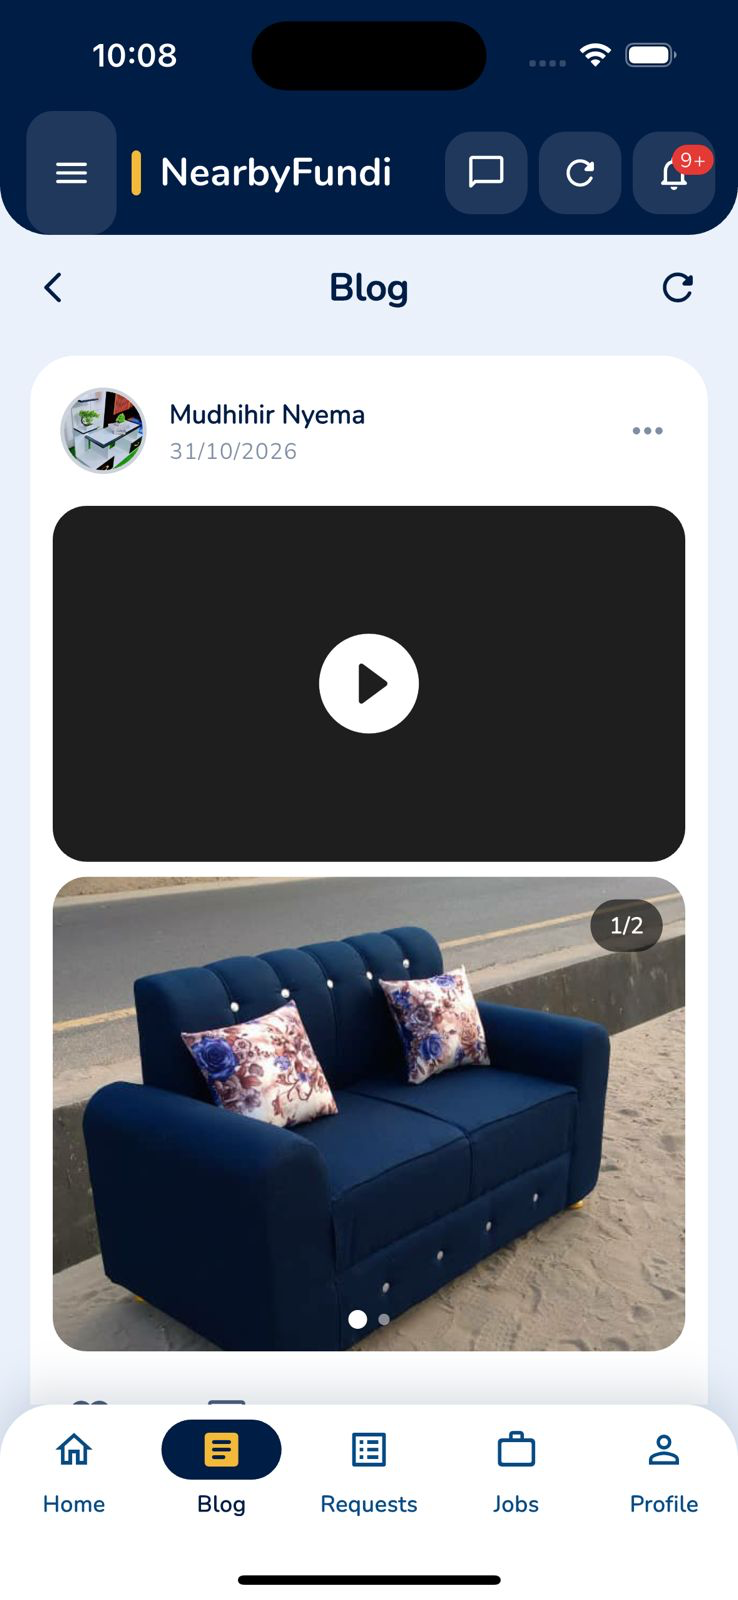 10:08
NearbyFundi
9+
Blog
Mudhihir Nyema
31/10/2026
1/2
Home
Blog
Requests
Jobs
Profile